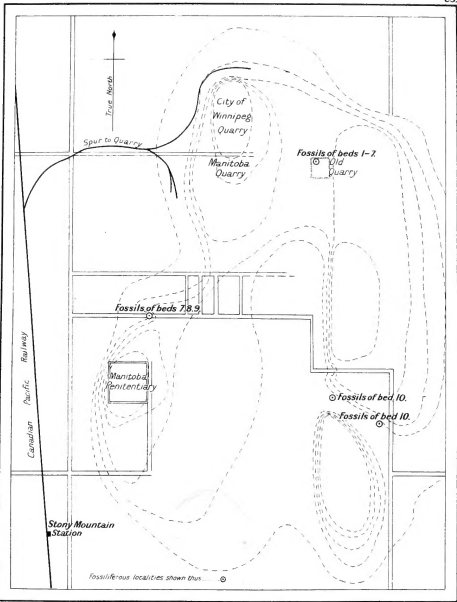 True North
City of
Winnipeg
Quarry
Spur to Quarry
Manitoba
Quarry
Fossils of beds 1-7.
Old
Quarry
Fossils of beds 7.8.9.
Canadian Pacific Railway
Manitoba
Penitentiary
Fossils of bed 10.
Fossils of bed 10.
Stony Mountain
Station
Fossiliferous localities shown thus